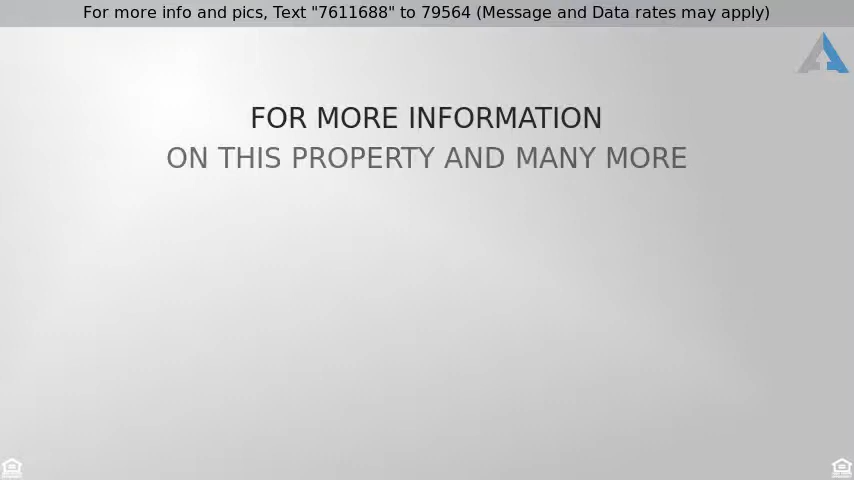 For more info and pics, Text "7611688" to 79564 (Message and Data rates may apply)
FOR MORE INFORMATION
ON THIS PROPERTY AND MANY MORE